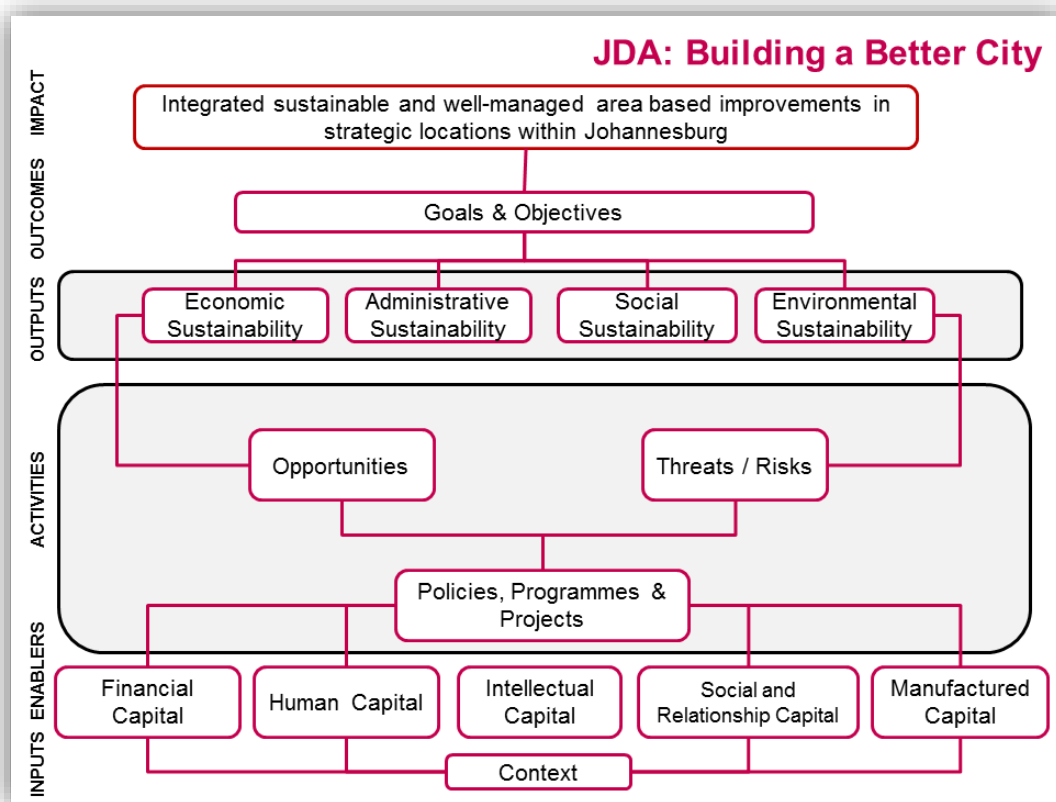 JDA: Building a Better City
IMPACT
Integrated sustainable and well-managed area based improvements in
strategic locations within Johannesburg
OUTCOMES
Goals & Objectives
OUTPUTS
Economic
Sustainability
Administrative
Sustainability
Social
Sustainability
Environmental
Sustainability
ACTIVITIES
Opportunities
Threats / Risks
Policies, Programmes &
Projects
ENABLERS
Financial
Capital
Human Capital
Intellectual
Capital
Social and
Relationship Capital
Manufactured
Capital
INPUTS
Context